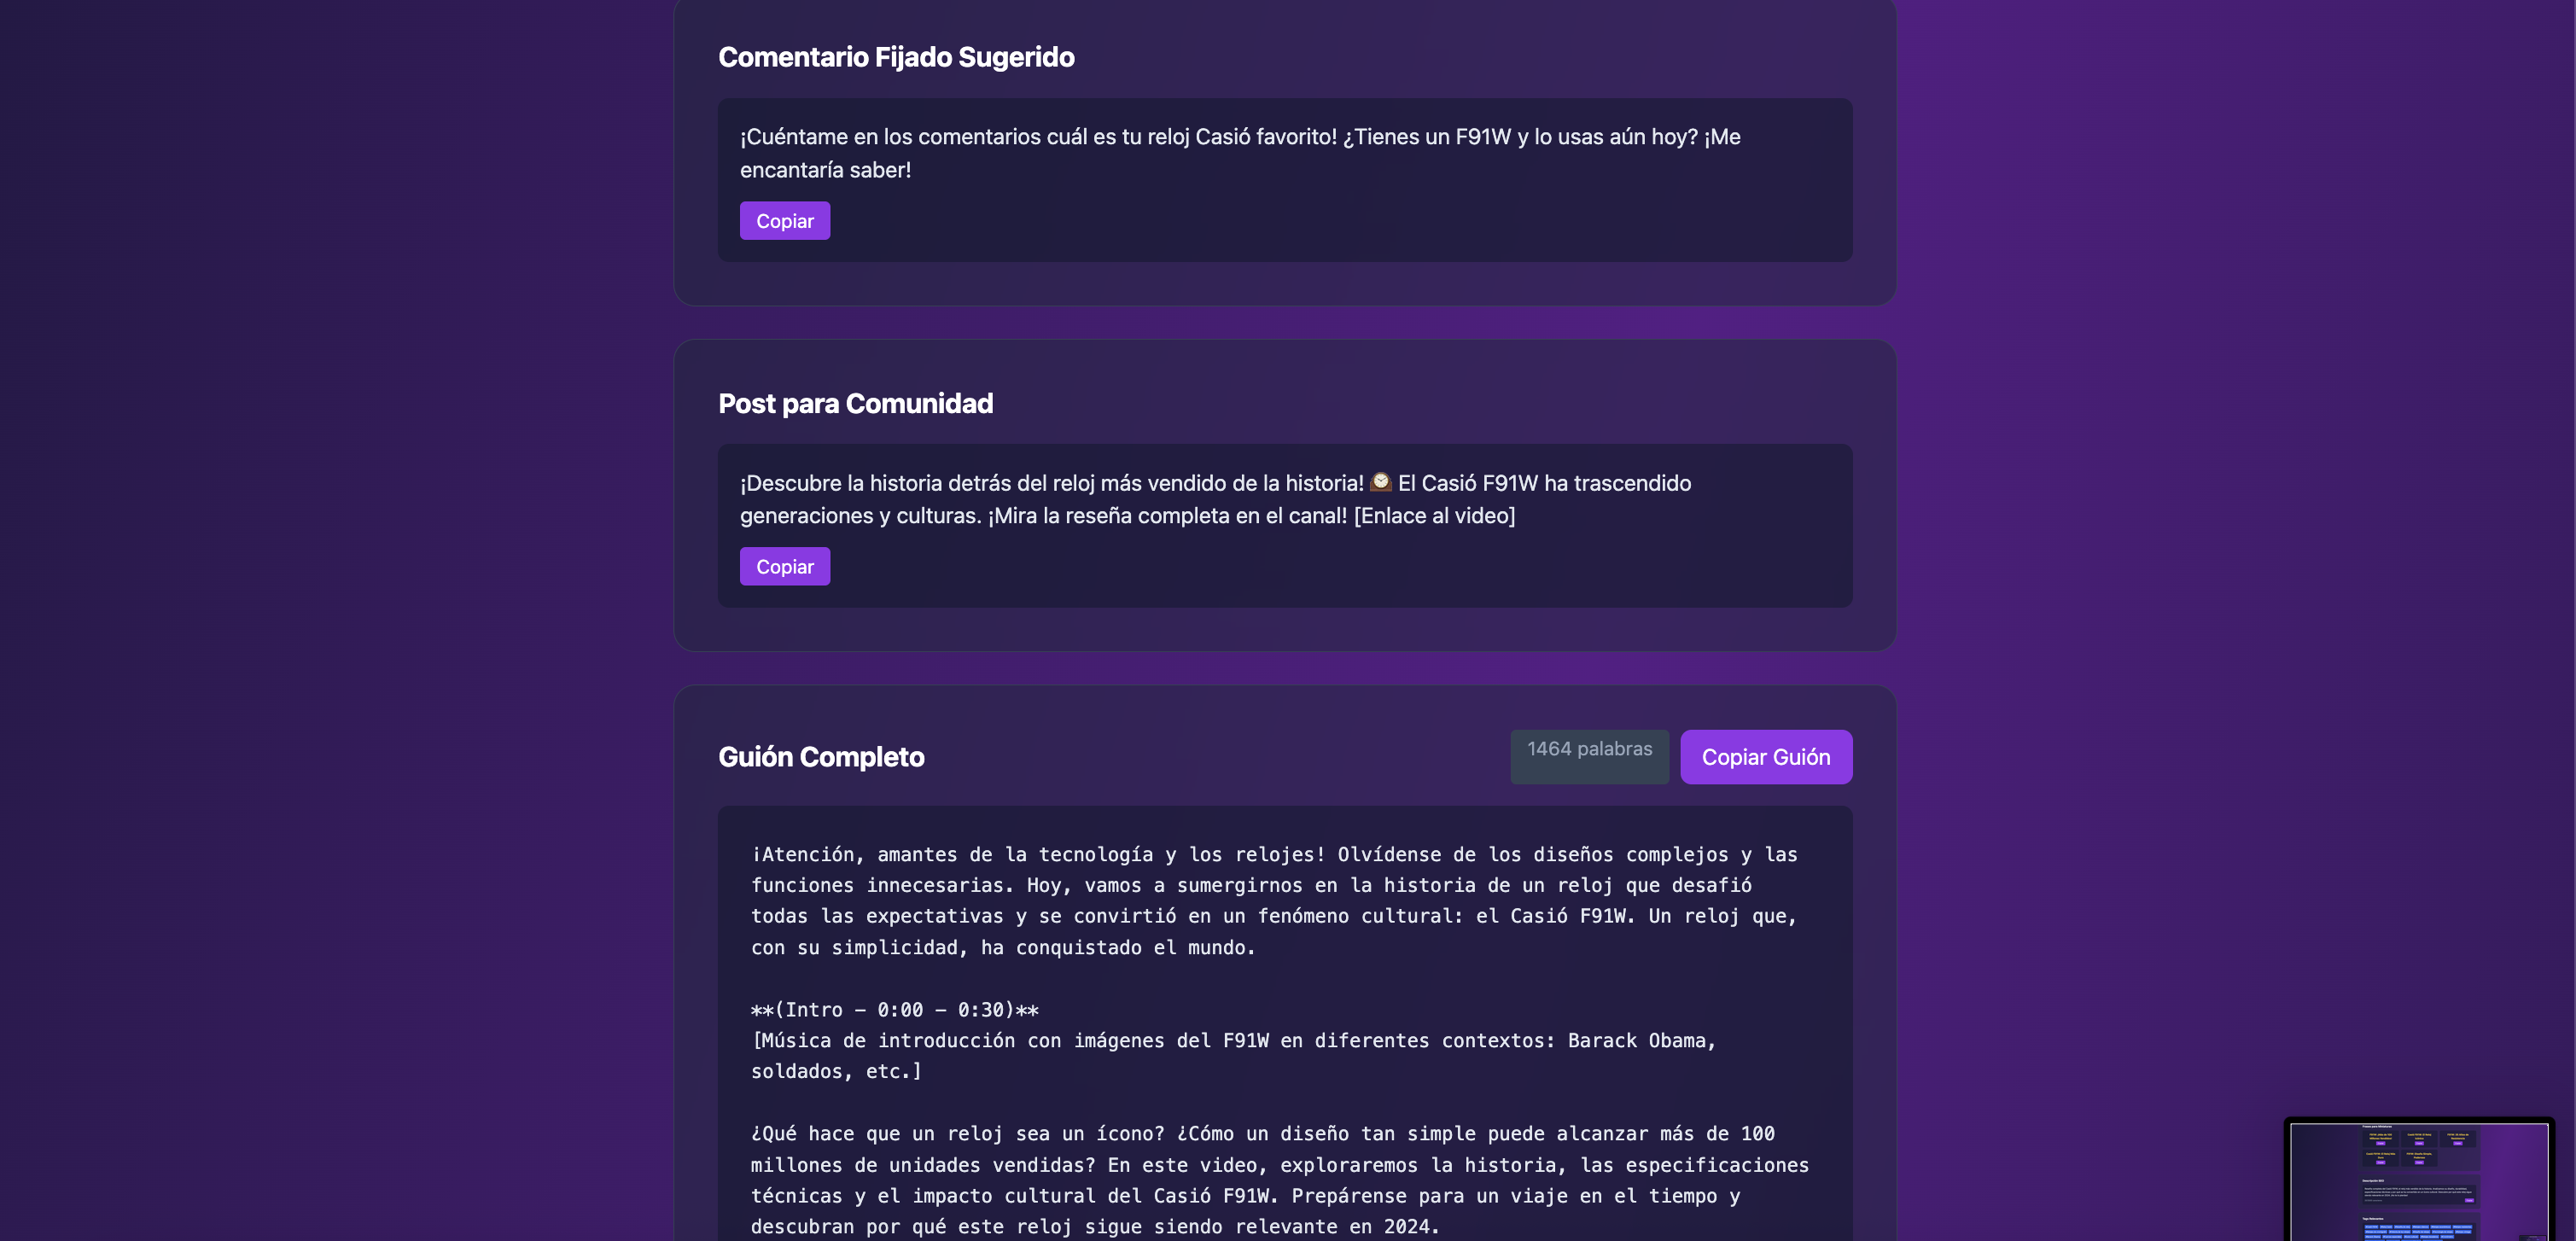 Comentario Fijado Sugerido
¡Cuéntame en los comentarios cuál es tu reloj Casió favorito! ¿Tienes un F91W y lo usas aún hoy? ¡Me
encantaría saber!
Copiar
Post para Comunidad
¡Descubre la historia detrás del reloj más vendido de la historia! 🕰️ El Casió F91W ha trascendido
generaciones y culturas. ¡Mira la reseña completa en el canal! [Enlace al video]
Copiar
Guión Completo
1464 palabras
Copiar Guión
¡Atención, amantes de la tecnología y los relojes! Olvídense de los diseños complejos y las
funciones innecesarias. Hoy, vamos a sumergirnos en la historia de un reloj que desafió
todas las expectativas y se convirtió en un fenómeno cultural: el Casió F91W. Un reloj que,
con su simplicidad, ha conquistado el mundo.
**(Intro – 0:00 – 0:30)**
[Música de introducción con imágenes del F91W en diferentes contextos: Barack Obama,
soldados, etc.]
¿Qué hace que un reloj sea un ícono? ¿Cómo un diseño tan simple puede alcanzar más de 100
millones de unidades vendidas? En este video, exploraremos la historia, las especificaciones
técnicas y el impacto cultural del Casió F91W. Prepárense para un viaje en el tiempo y
descubran por qué este reloj sigue siendo relevante en 2024.